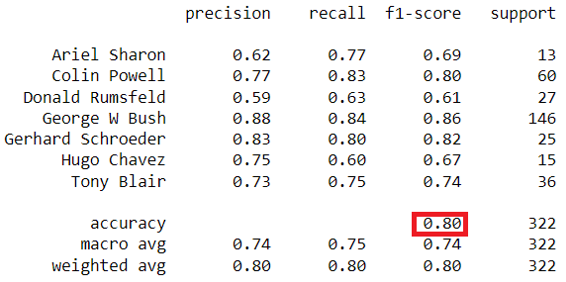 precision recall f1-score support
Ariel Sharon 0.62 0.77 0.69 13
Colin Powell 0.77 0.83 0.80 60
Donald Rumsfeld 0.59 0.63 0.61 27
George W Bush 0.88 0.84 0.86 146
Gerhard Schroeder 0.83 0.80 0.82 25
Hugo Chavez 0.75 0.60 0.67 15
Tony Blair 0.73 0.75 0.74 36
accuracy 0.80 322
macro avg 0.74 0.75 0.74 322
weighted avg 0.80 0.80 0.80 322